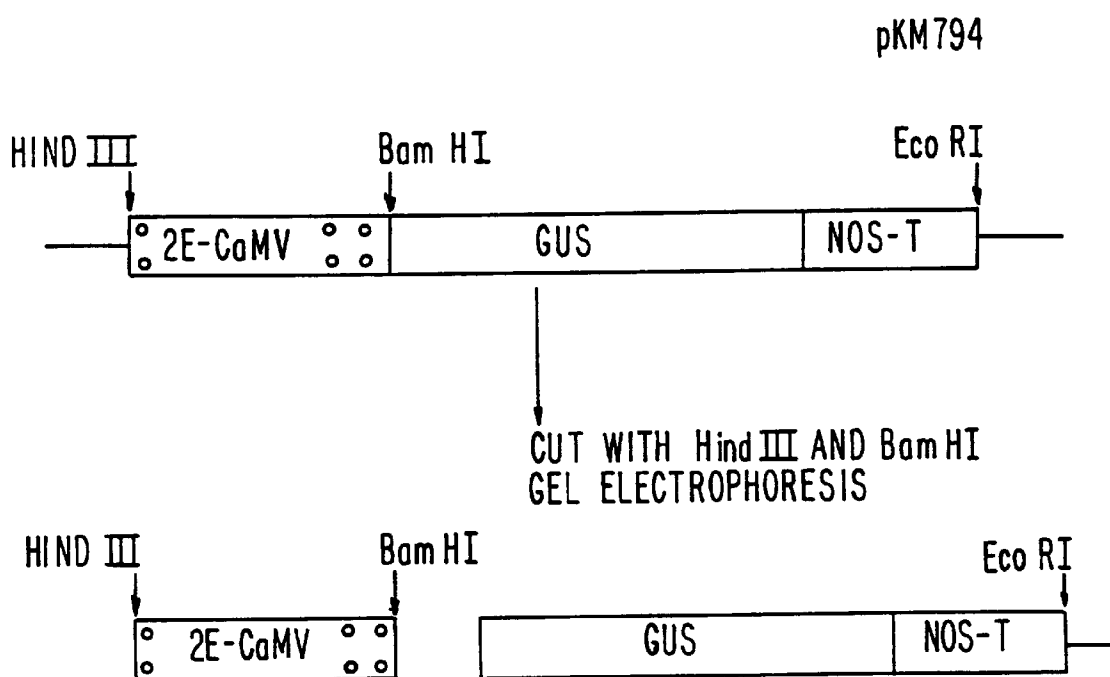 pKM794
HIND III
Bam HI
Eco RI
2E-CaMV
GUS
NOS-T
CUT WITH Hind III AND Bam HI
GEL ELECTROPHORESIS
HIND III
Bam HI
Eco RI
2E-CaMV
GUS
NOS-T